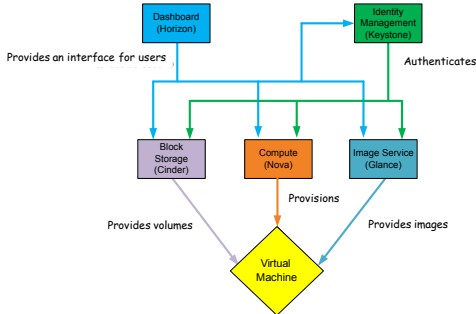 Dashboard
(Horizon)
Identity
Management
(Keystone)
Provides an interface for users
Authenticates
Block
Storage
(Cinder)
Compute
(Nova)
Image Service
(Glance)
Provisions
Provides volumes
Provides images
Virtual
Machine